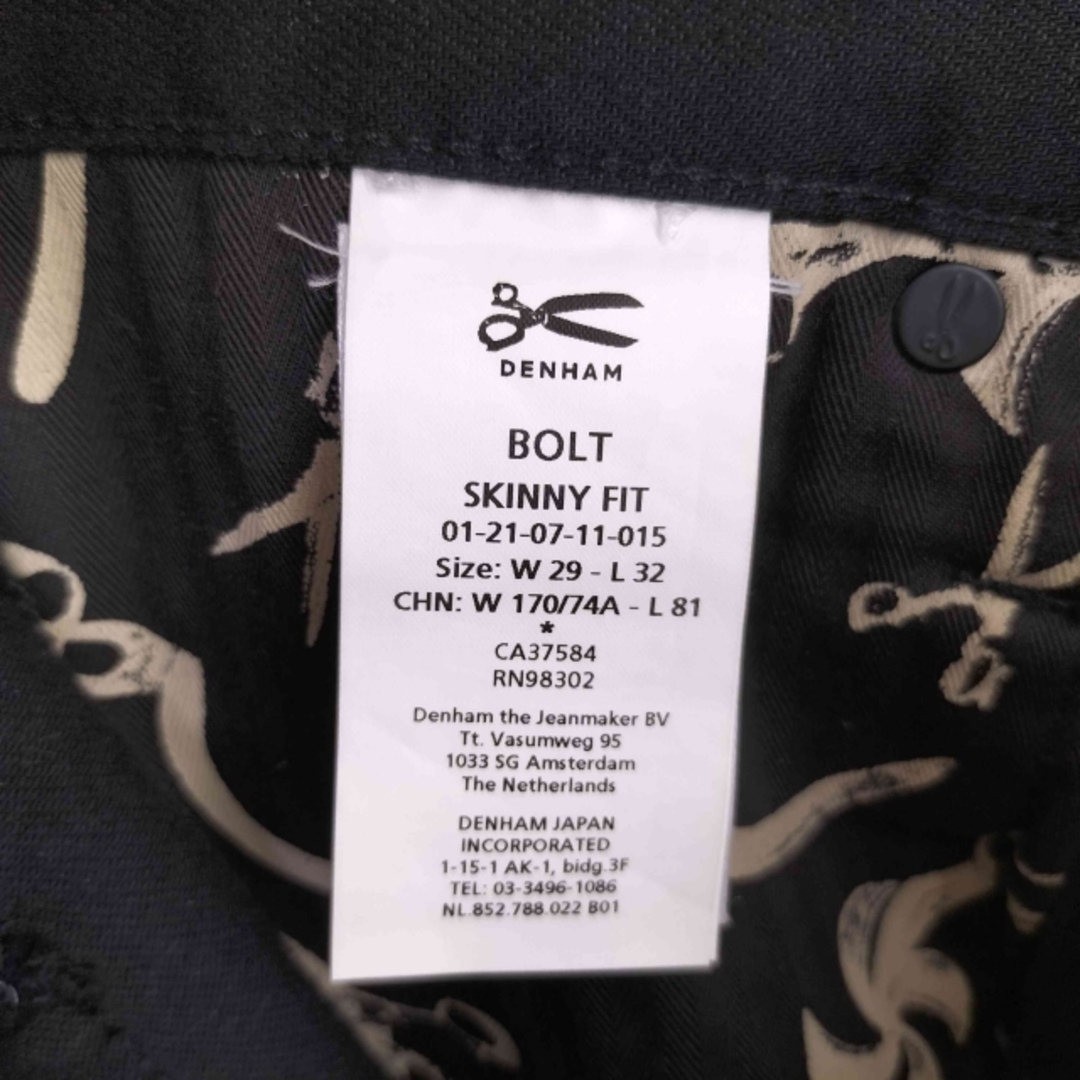 DENHAM
BOLT
SKINNY FIT
01-21-07-11-015
Size: W 29 - L 32
CHN: W 170/74A - L 81
*
CA37584
RN98302
Denham the Jeanmaker BV
Tt. Vasumweg 95
1033 SG Amsterdam
The Netherlands
DENHAM JAPAN
INCORPORATED
1-15-1 AK-1, bidg.3F
TEL: 03-3496-1086
NL.852.788.022 B01